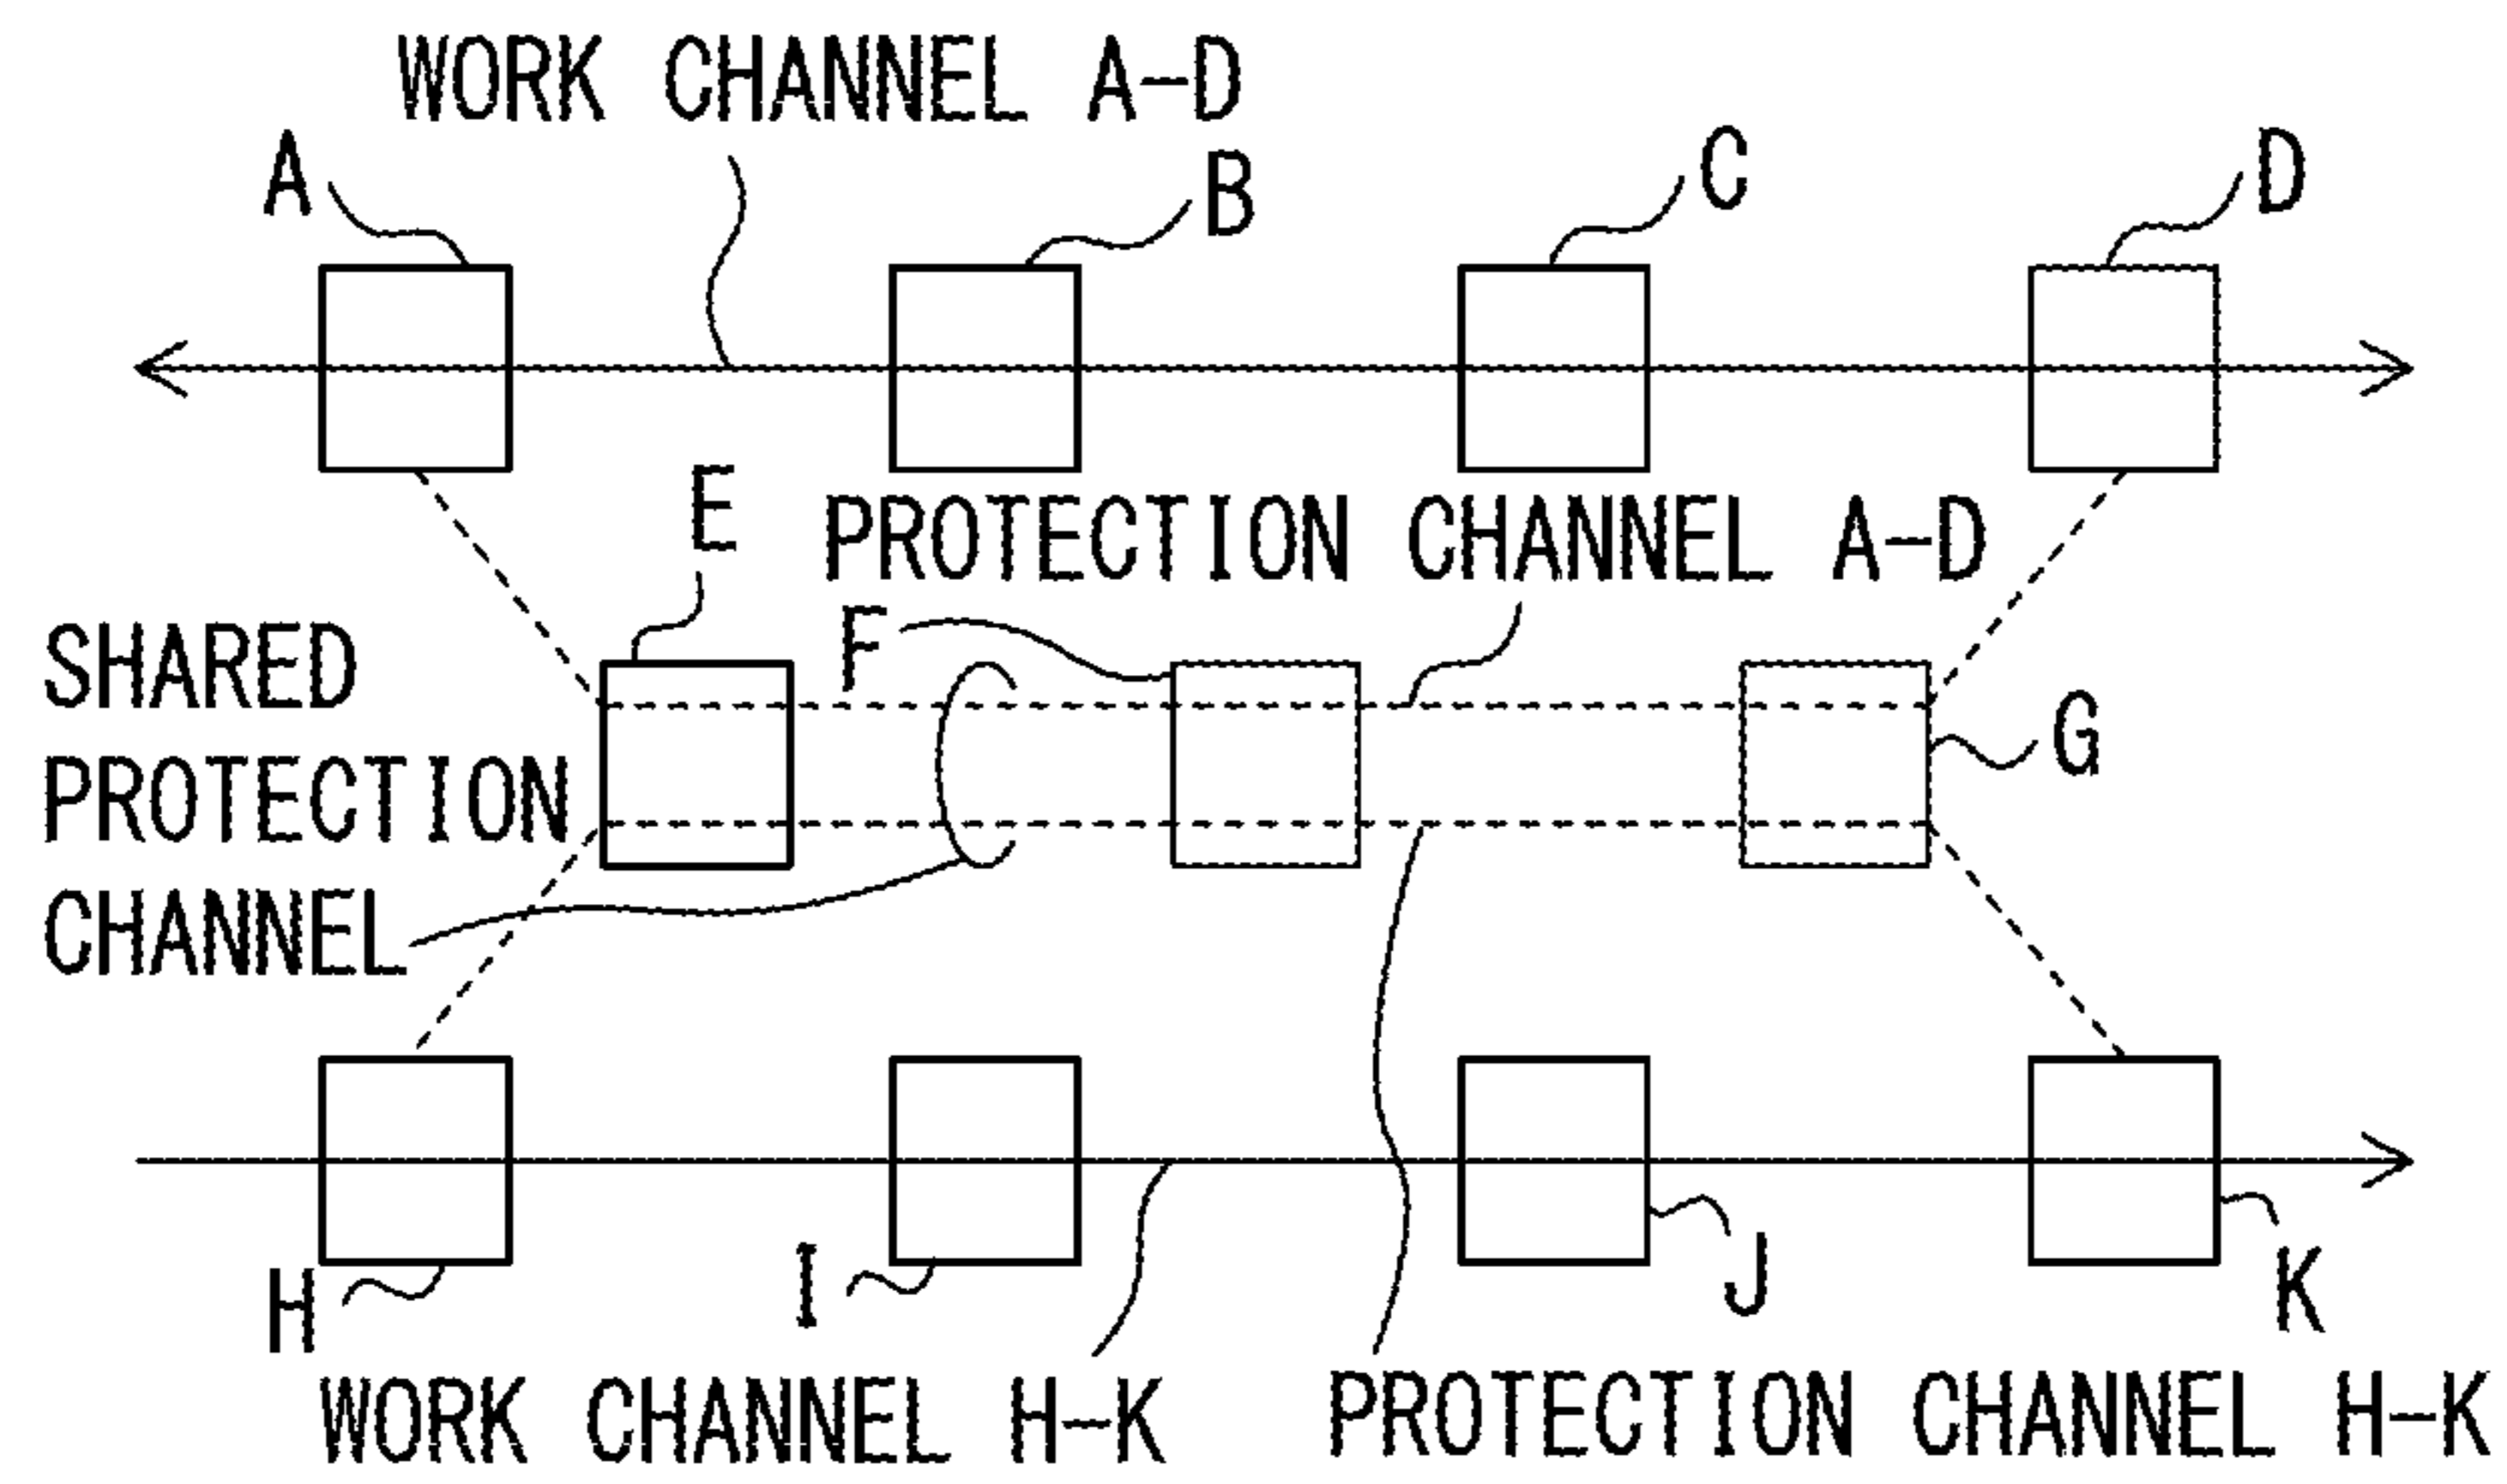 WORK CHANNEL A-D
A
B
C
D
E
PROTECTION CHANNEL A-D
F
SHARED
PROTECTION
CHANNEL
G
H
I
J
K
WORK CHANNEL H-K
PROTECTION CHANNEL H-K